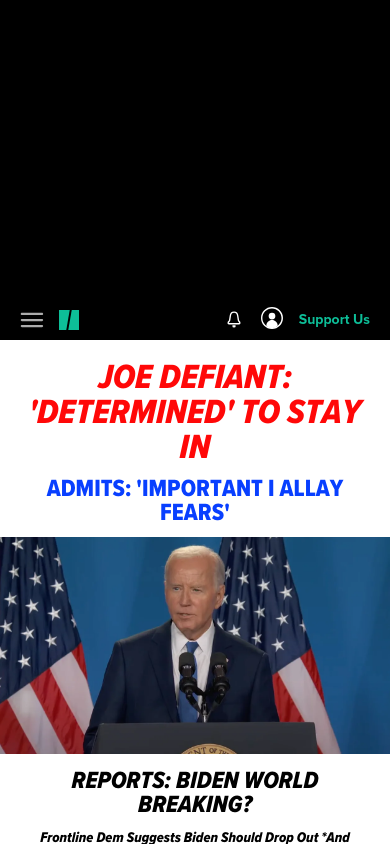 Support Us
JOE DEFIANT:
'DETERMINED' TO STAY
IN
ADMITS: 'IMPORTANT I ALLAY
FEARS'
REPORTS: BIDEN WORLD
BREAKING?
Frontline Dem Suggests Biden Should Drop Out *And